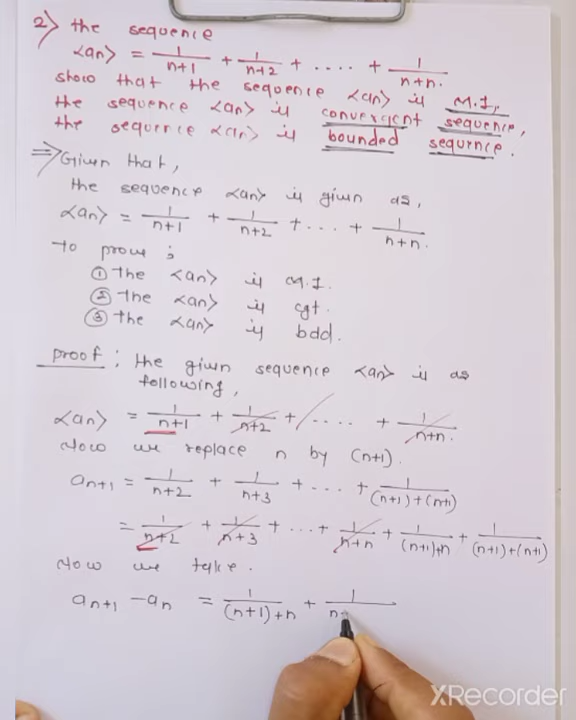 2) the sequence
<an> = 1/n+1 + 1/n+2 + .... + 1/n+n.
show that the sequence <an> is M.I,
the sequence <an> is convergent sequence,
the sequence <an> is bounded sequence.
⇒ Given that,
the sequence <an> is given as,
<an> = 1/n+1 + 1/n+2 + ... + 1/n+n.
To prove :
① The <an> is M.I.
② The <an> is cgt.
③ The <an> is bdd.
proof : the given sequence <an> is as
following,
<an> = 1/n+1 + 1/n+2 + .... + 1/n+n.
Now we replace n by (n+1).
an+1 = 1/n+2 + 1/n+3 + ... + 1/(n+1)+(n+1)
= 1/n+2 + 1/n+3 + ... + 1/n+n + 1/(n+1)+n + 1/(n+1)+(n+1)
Now we take.
an+1 - an = 1/(n+1)+n + 1/n+
XRecorder